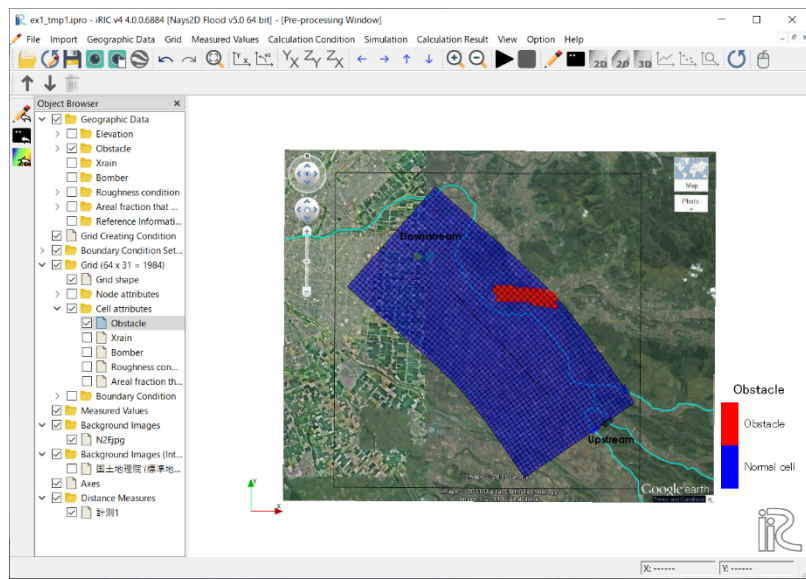 ex1_tmp1.ipro - iRIC v4 4.0.0.6884 [Nays2D Flood v5.0 64 bit] - [Pre-processing Window]
File Import Geographic Data Grid Measured Values Calculation Condition Simulation Calculation Result View Option Help
Object Browser
Geographic Data
Elevation
Obstacle
Xrain
Bomber
Roughness condition
Areal fraction that ...
Reference Informati...
Grid Creating Condition
Boundary Condition Set...
Grid (64 x 31 = 1984)
Grid shape
Node attributes
Cell attributes
Obstacle
Xrain
Bomber
Roughness con...
Areal fraction th...
Boundary Condition
Measured Values
Background Images
N2Fjpg
Background Images (Int...
国土地理院 (標準地...
Axes
Distance Measures
計測1
Map
Photo
Downstream
Upstream
Google earth
Obstacle
Obstacle
Normal cell
X: ------
Y: ------